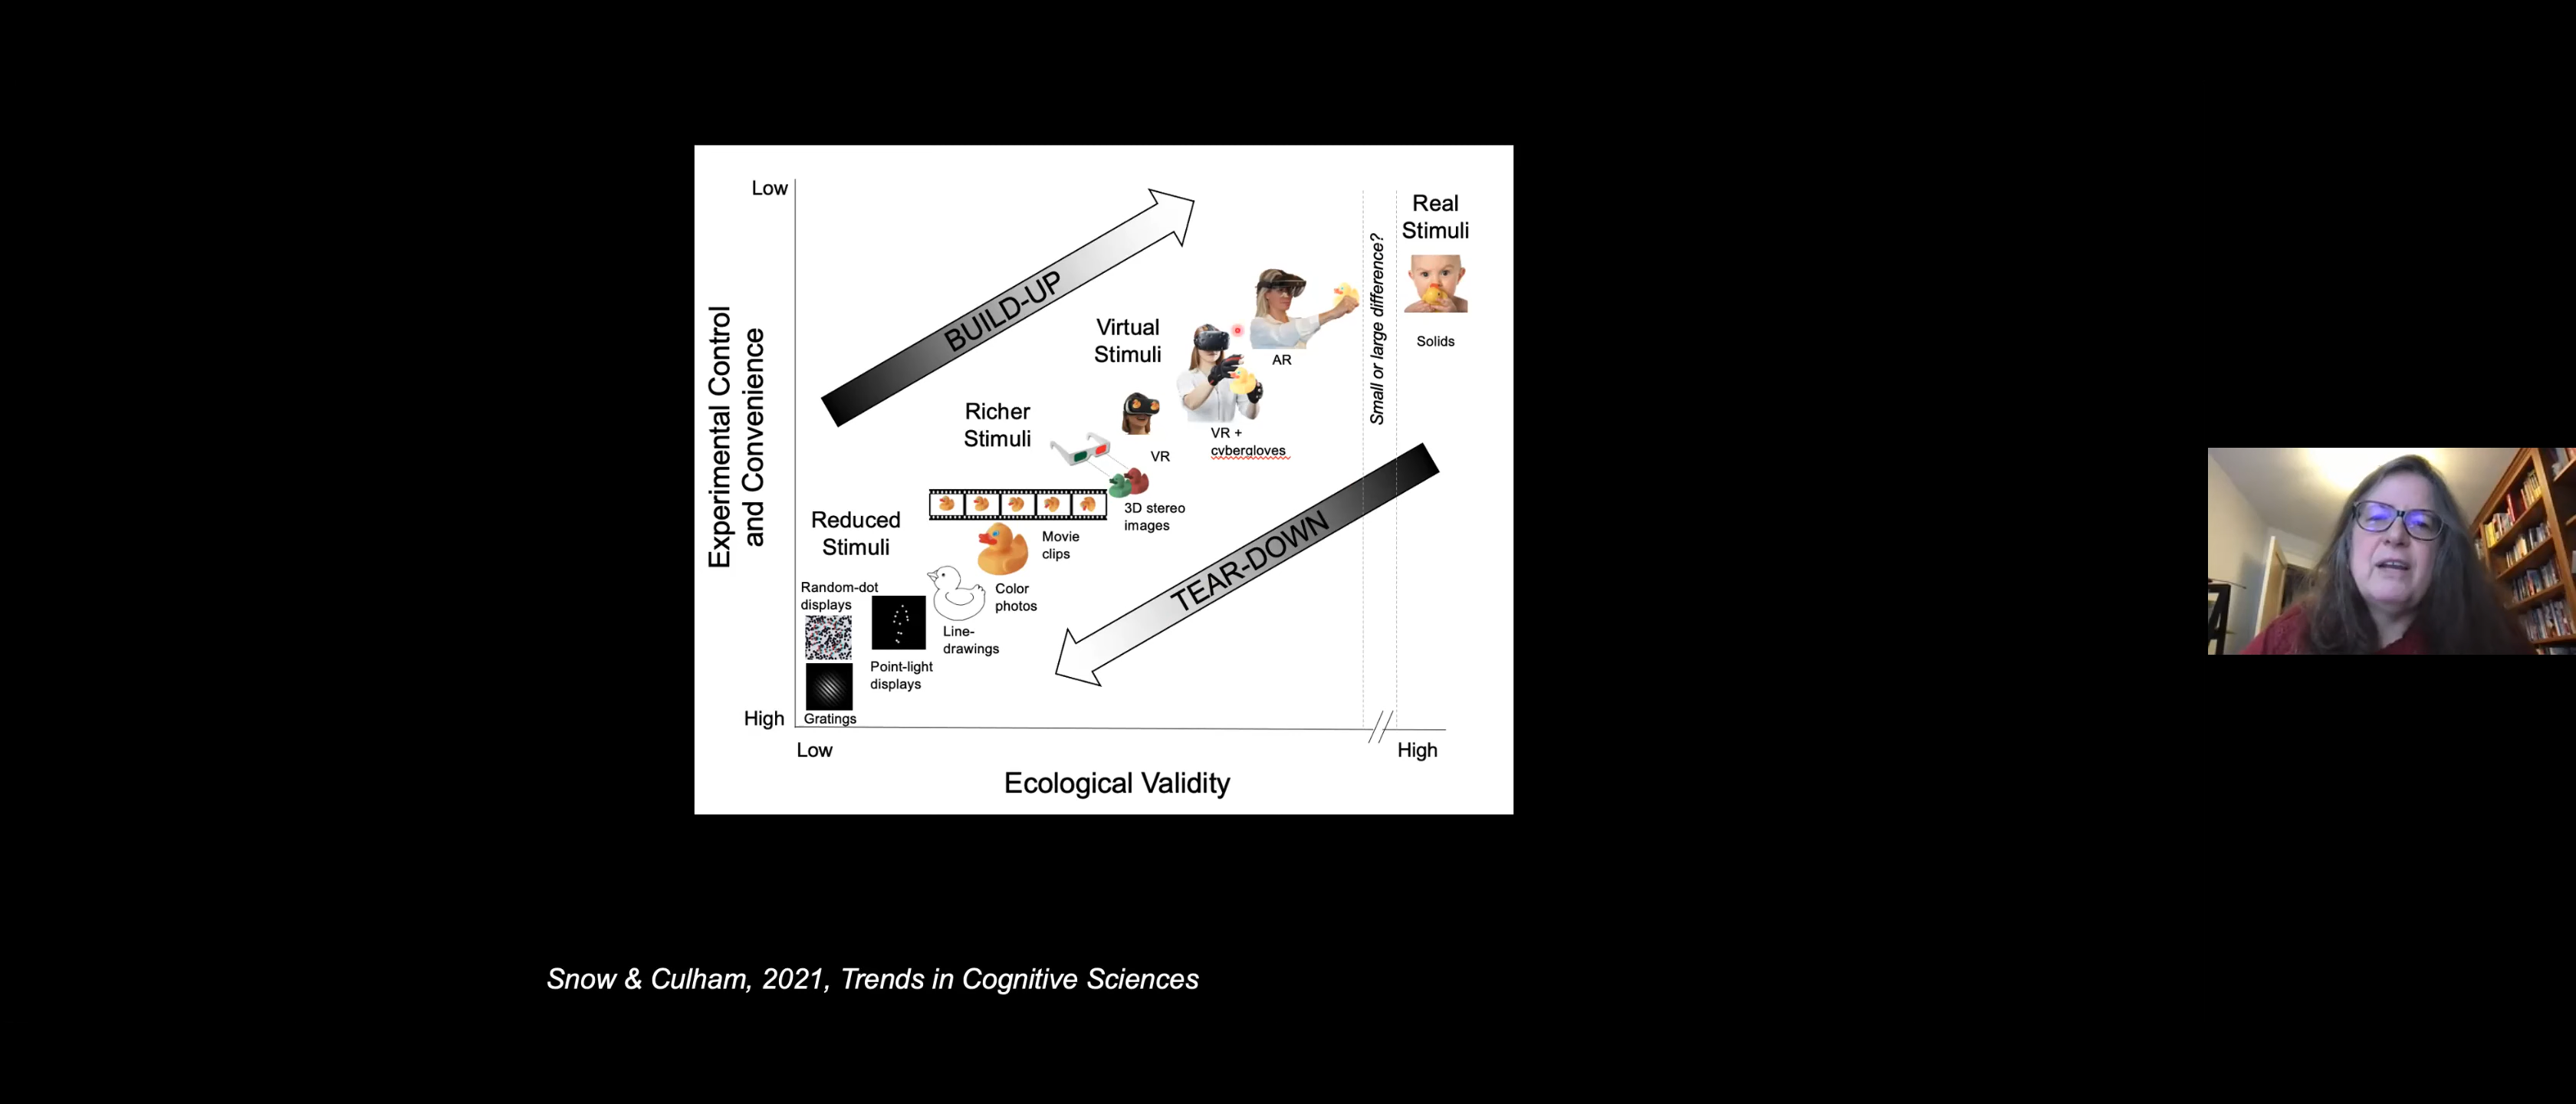 Low
Experimental Control
and Convenience
High
BUILD-UP
Real
Stimuli
Solids
Small or large difference?
Virtual
Stimuli
AR
VR +
cybergloves
VR
Richer
Stimuli
3D stereo
images
Movie
clips
Reduced
Stimuli
Color
photos
Random-dot
displays
Line-
drawings
Point-light
displays
Gratings
TEAR-DOWN
Low
High
Ecological Validity
Snow & Culham, 2021, Trends in Cognitive Sciences